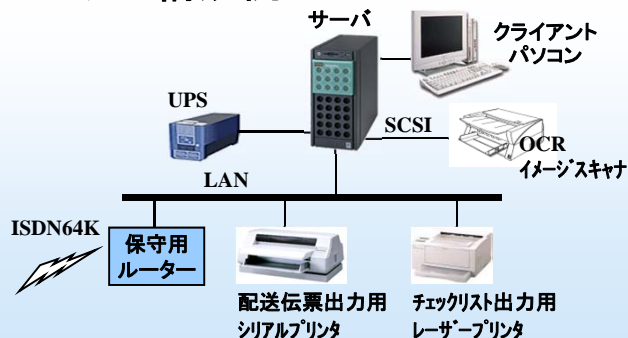 サーバ
クライアント
パソコン
UPS
SCSI
OCR
イメージスキャナ
LAN
ISDN64K
保守用
ルーター
配送伝票出力用
シリアルプリンタ
チェックリスト出力用
レーザープリンタ